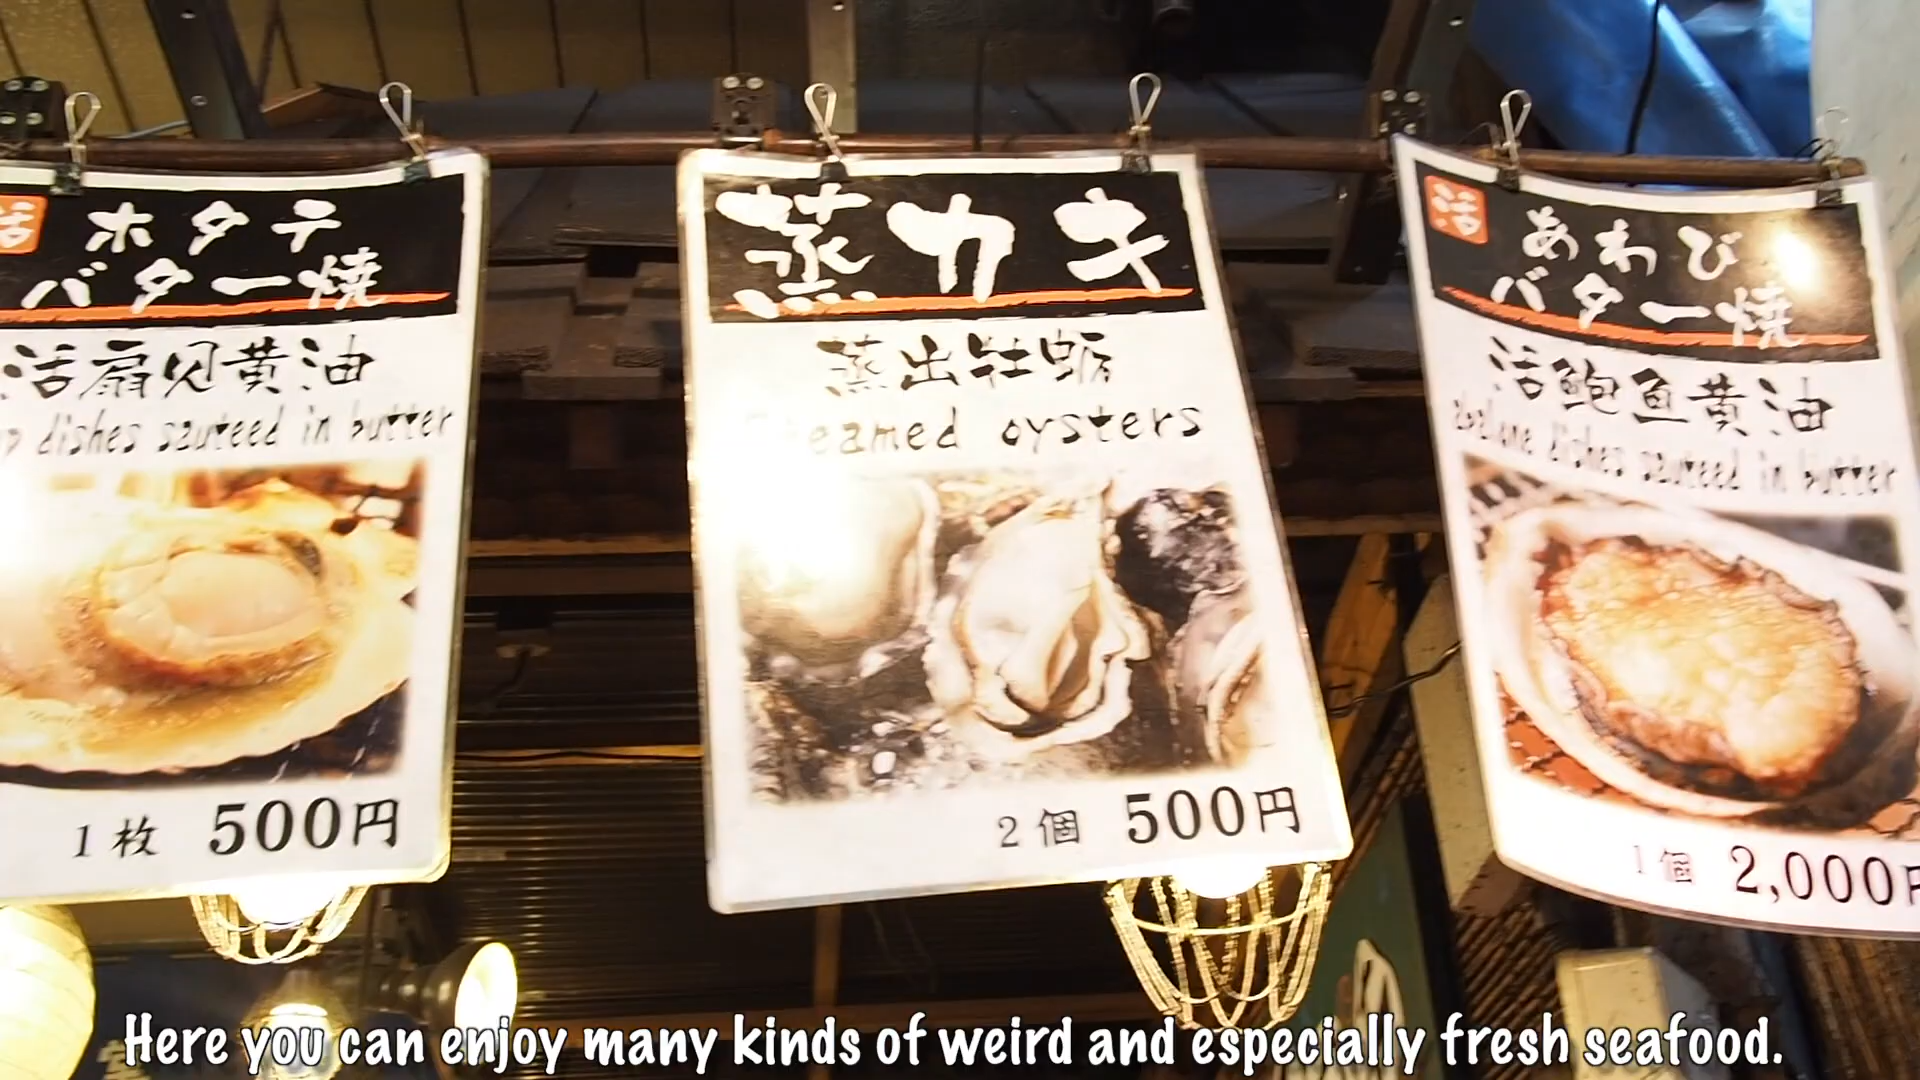 活 ホタテ
バター焼
活扇贝黄油
dishes sauteed in butter
1枚 500円
蒸カキ
蒸出牡蛎
oysters
2個 500円
活 あわび
バター焼
活鲍鱼黄油
abalone dishes sauteed in butter
1個 2,000円
Here you can enjoy many kinds of weird and especially fresh seafood.